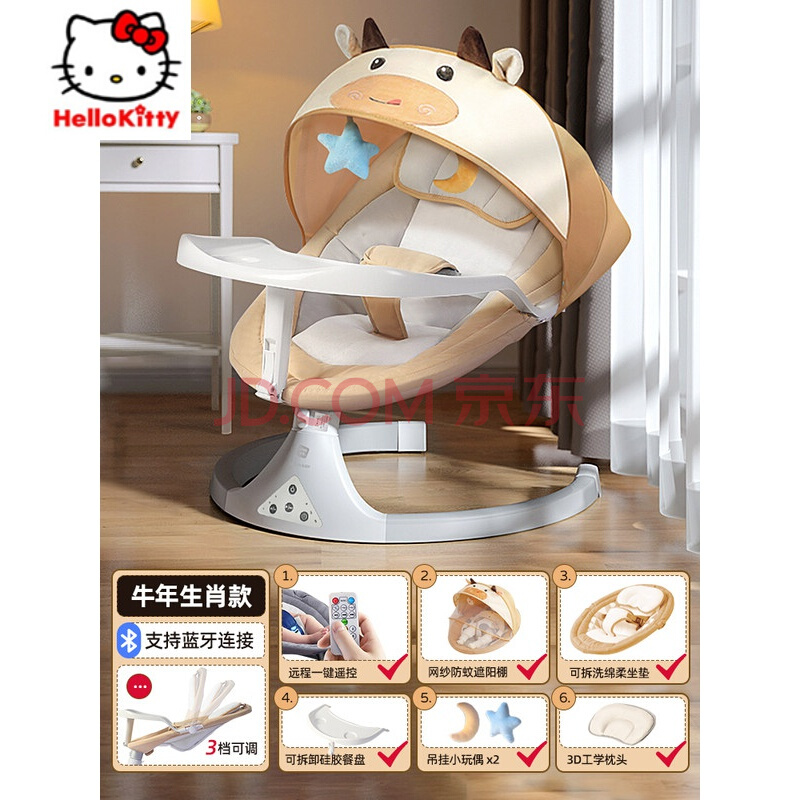 HelloKitty
JD.COM 京东
牛年生肖款
支持蓝牙连接
3档可调
1.
远程一键遥控
2.
网纱防蚊遮阳棚
3.
可拆洗绵柔坐垫
4.
可拆卸硅胶餐盘
5.
吊挂小玩偶 x2
6.
3D工学枕头